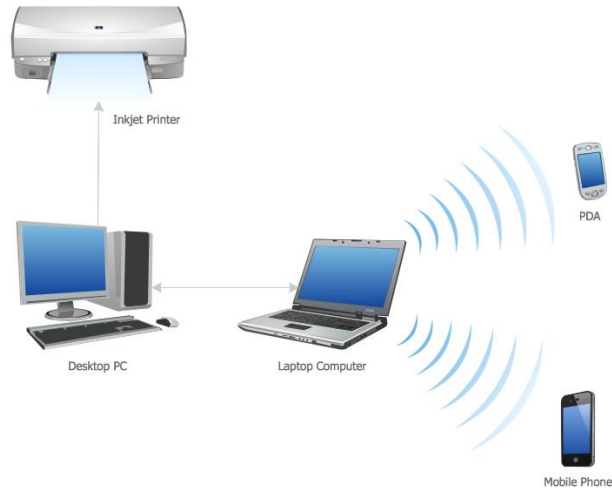 Inkjet Printer
PDA
Desktop PC
Laptop Computer
Mobile Phone